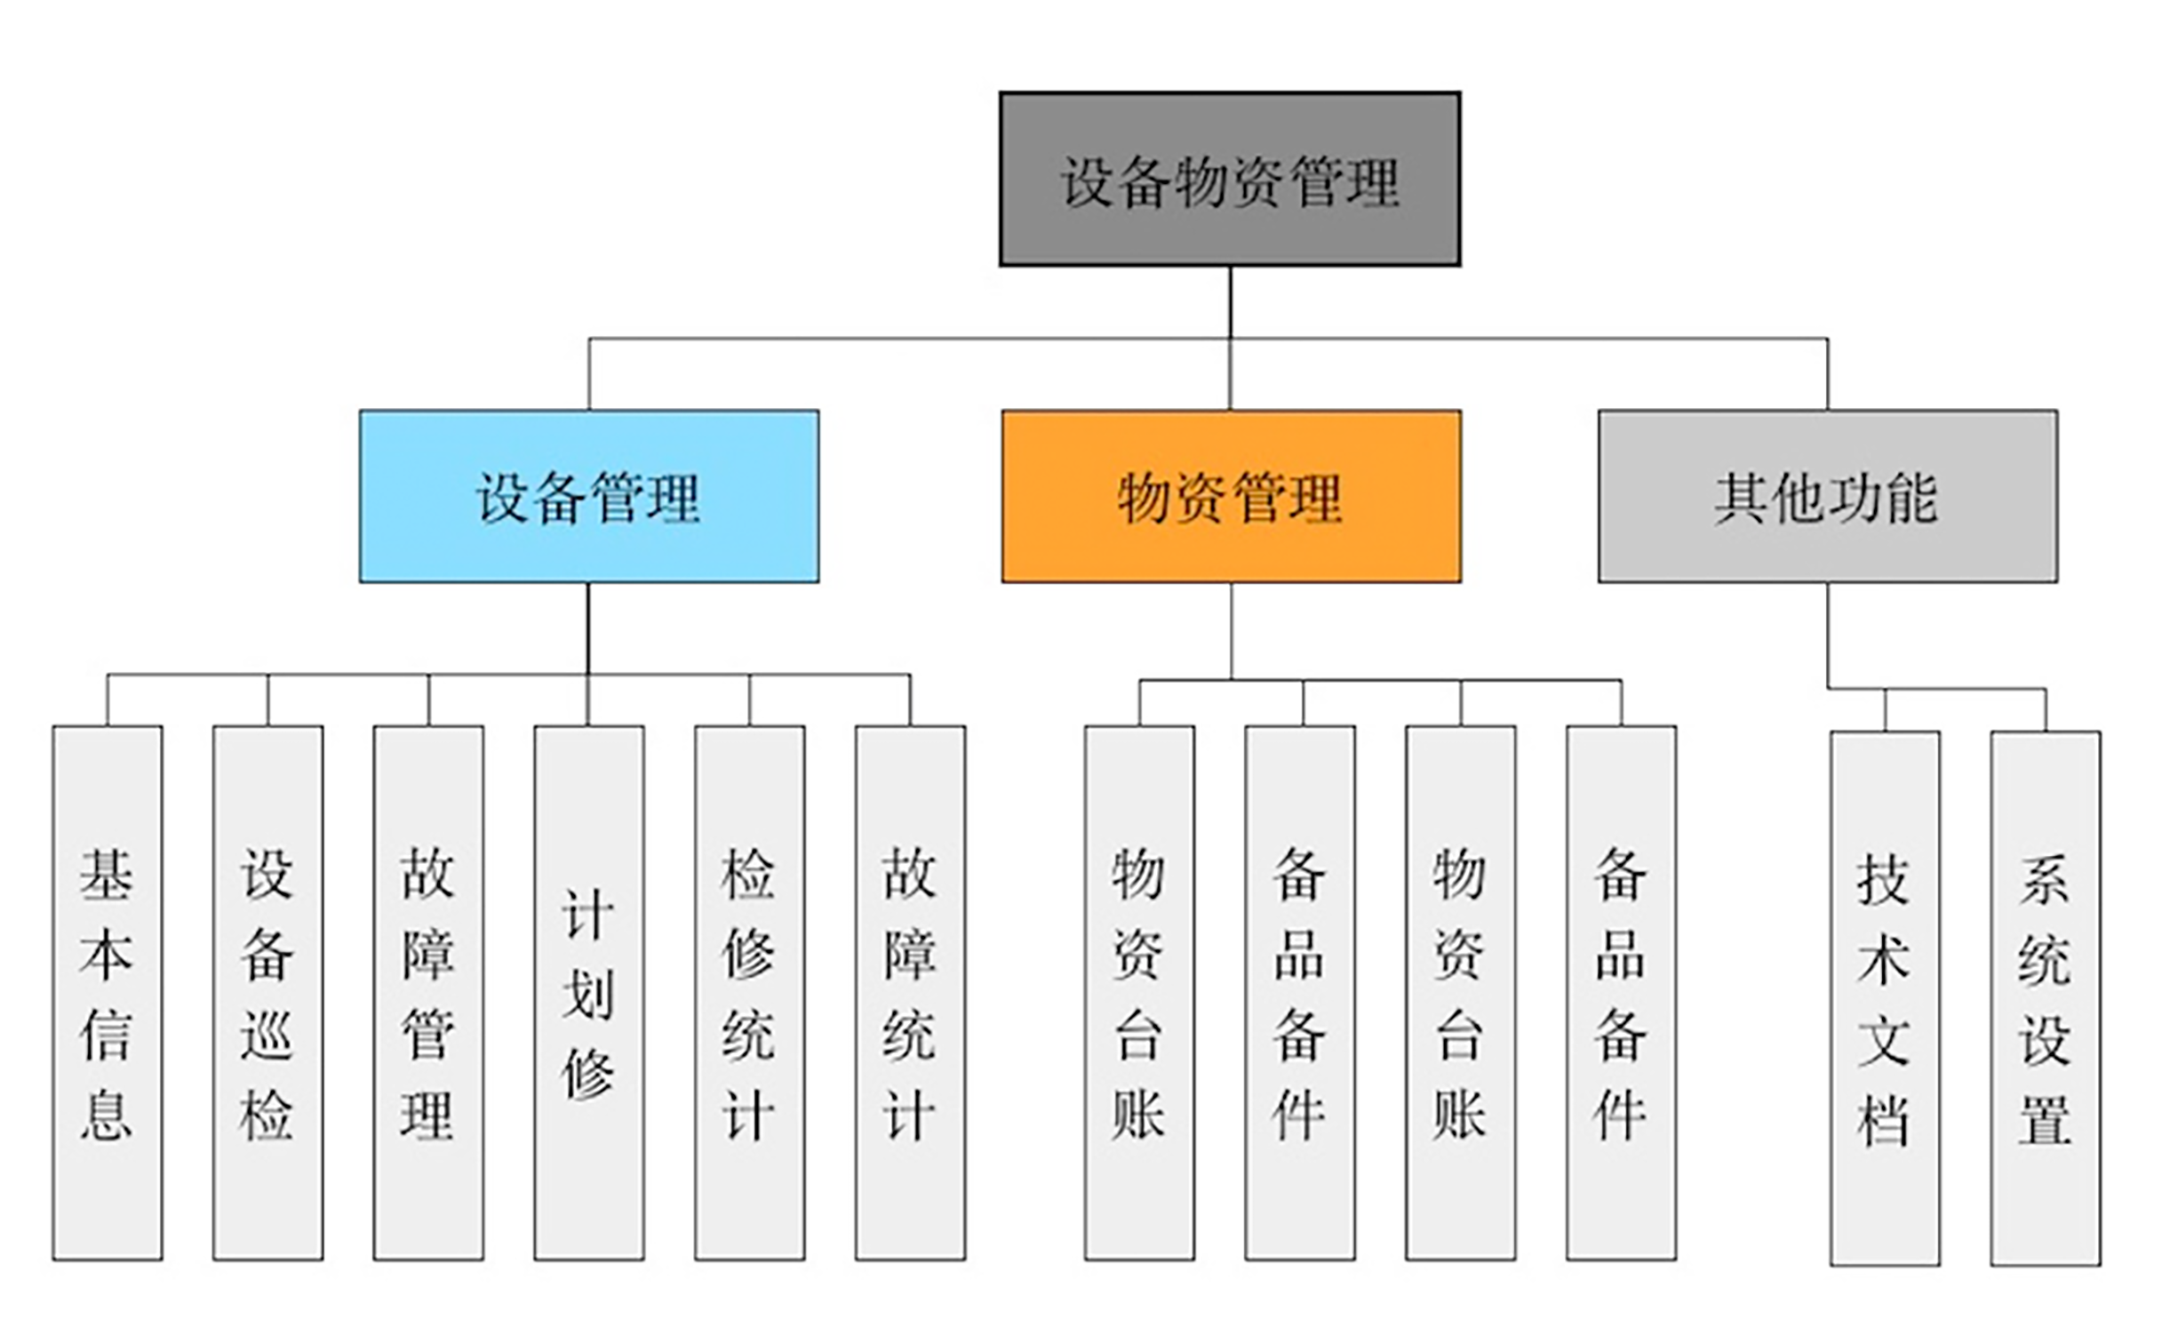 设备物资管理
设备管理
物资管理
其他功能
基本信息
设备巡检
故障管理
计划修
检修统计
故障统计
物资台账
备品备件
物资台账
备品备件
技术文档
系统设置